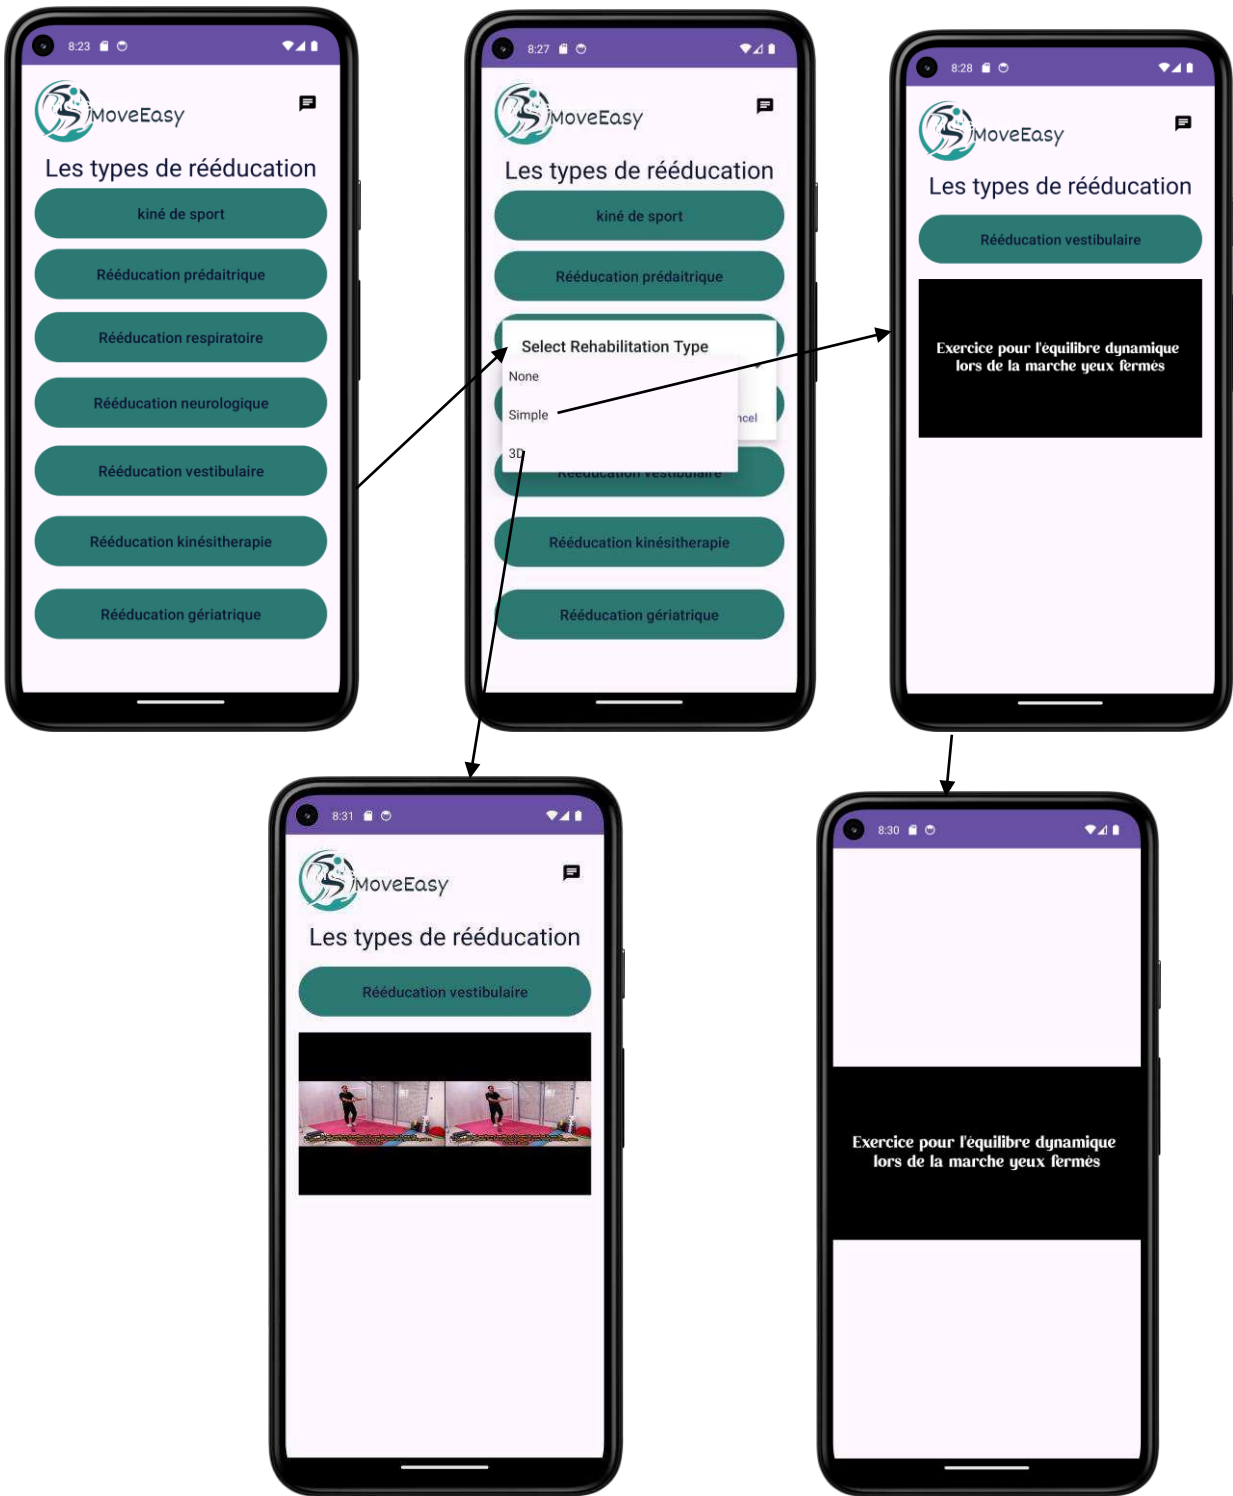 8:23
MoveEasy
Les types de rééducation
kiné de sport
Rééducation prédaitrique
Rééducation respiratoire
Rééducation neurologique
Rééducation vestibulaire
Rééducation kinésitherapie
Rééducation gériatrique
8:27
MoveEasy
Les types de rééducation
kiné de sport
Rééducation prédaitrique
Select Rehabilitation Type
None
Simple
ncel
3D
Rééducation vestibulaire
Rééducation kinésitherapie
Rééducation gériatrique
8:28
MoveEasy
Les types de rééducation
Rééducation vestibulaire
Exercice pour l'équilibre dynamique
lors de la marche yeux fermés
8:31
MoveEasy
Les types de rééducation
Rééducation vestibulaire
8:30
Exercice pour l'équilibre dynamique
lors de la marche yeux fermés